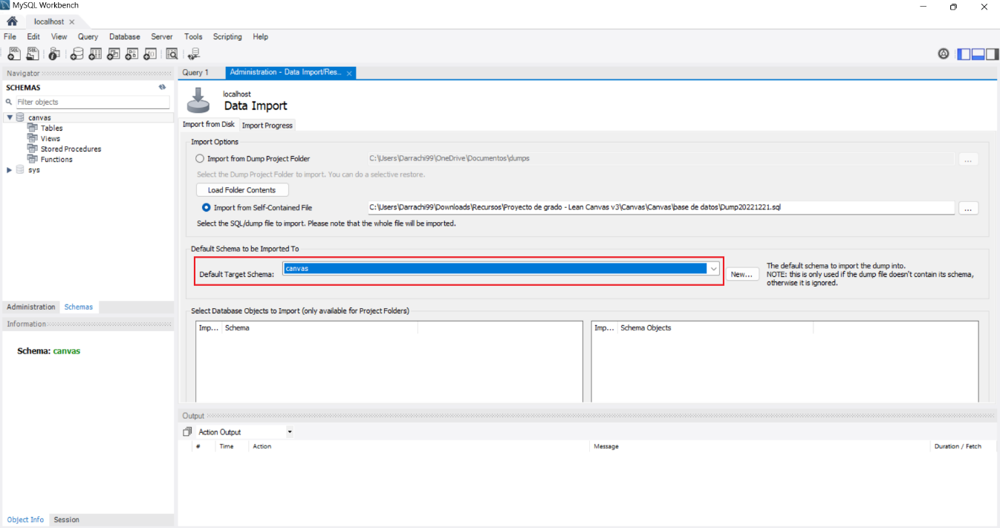 MySQL Workbench
localhost
File Edit View Query Database Server Tools Scripting Help
Navigator
SCHEMAS
Filter objects
canvas
Tables
Views
Stored Procedures
Functions
sys
Administration Schemas
Information
Schema: canvas
Object Info Session
Query 1 Administration - Data Import/Res...
localhost
Data Import
Import from Disk Import Progress
Import Options
Import from Dump Project Folder C:\Users\Darrachi99\OneDrive\Documentos\dumps ...
Select the Dump Project Folder to import. You can do a selective restore.
Load Folder Contents
Import from Self-Contained File C:\Users\Darrachi99\Downloads\Recursos\Proyecto de grado - Lean Canvas v3\Canvas\Canvas\base de datos\Dump20221221.sql ...
Select the SQL/dump file to import. Please note that the whole file will be imported.
Default Schema to be Imported To
Default Target Schema: canvas New...
The default schema to import the dump into.
NOTE: this is only used if the dump file doesn't contain its schema,
otherwise it is ignored.
Select Database Objects to Import (only available for Project Folders)
Imp... Schema Imp... Schema Objects
Output
Action Output
# Time Action Message Duration / Fetch